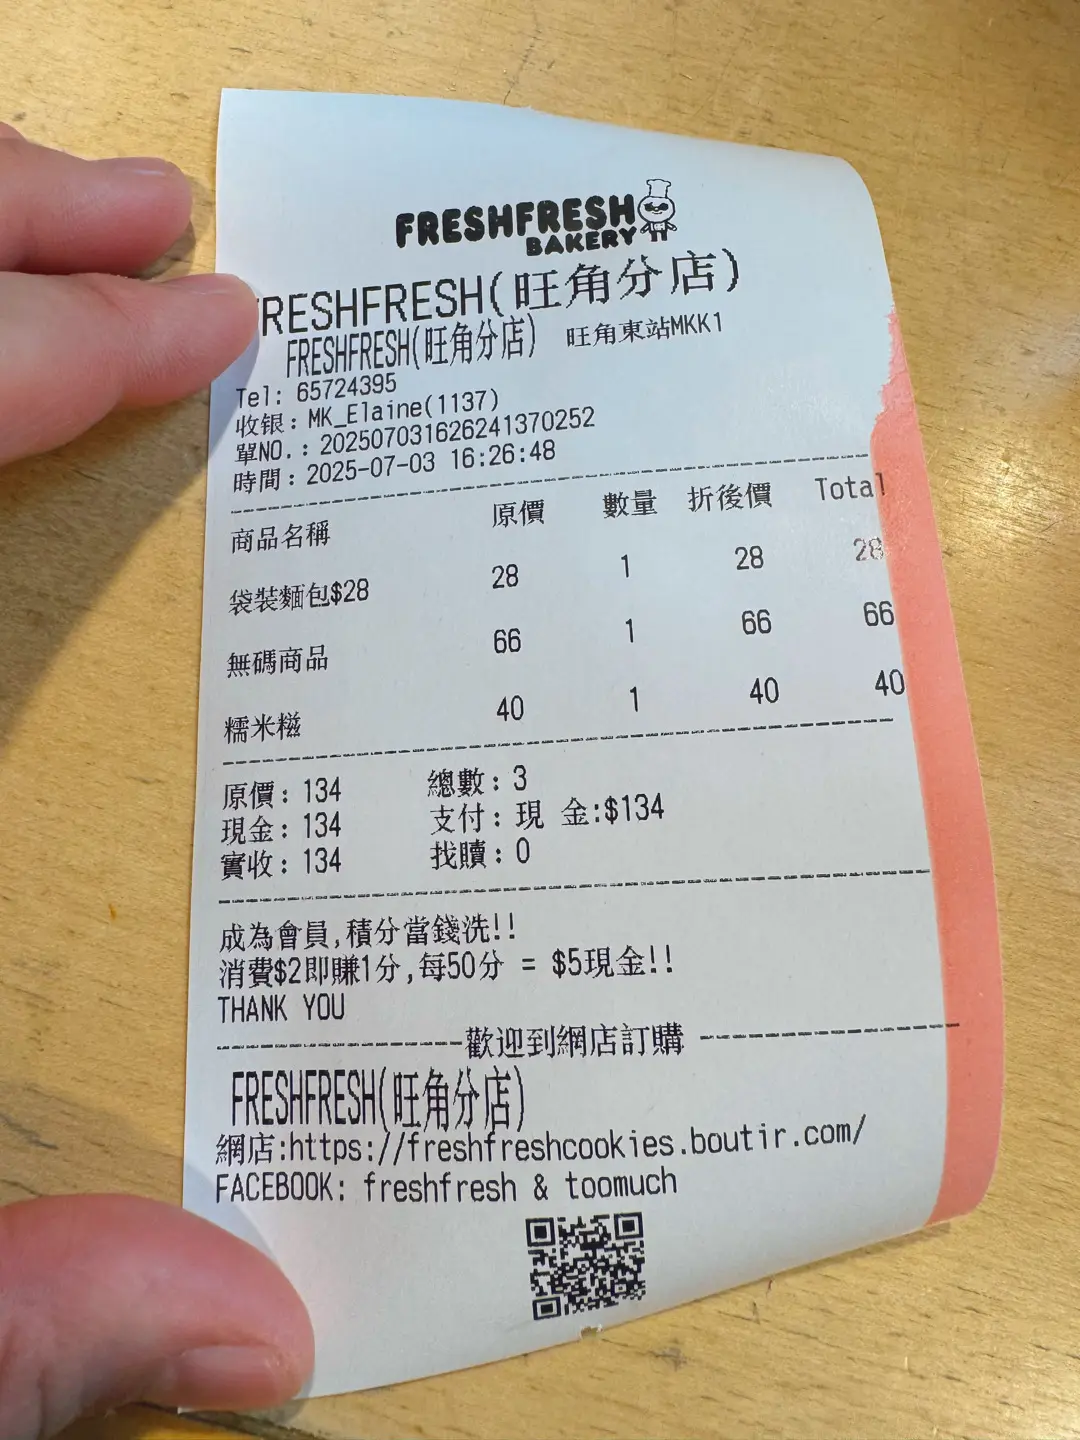 FRESHFRESH
BAKERY
RESHFRESH(旺角分店)
FRESHFRESH(旺角分店) 旺角東站MKK1
Tel: 65724395
收银: MK_Elaine(1137)
單NO.: 202507031626241370252
時間: 2025-07-03 16:26:48
商品名稱 原價 數量 折後價 Total
袋裝麵包$28 28 1 28 28
無碼商品 66 1 66 66
糯米糍 40 1 40 40
原價: 134 總數: 3
現金: 134 支付: 現 金:$134
實收: 134 找贖: 0
成為會員,積分當錢洗!!
消費$2即賺1分,每50分 = $5現金!!
THANK YOU
歡迎到網店訂購
FRESHFRESH(旺角分店)
網店:https://freshfreshcookies.boutir.com/
FACEBOOK: freshfresh & toomuch